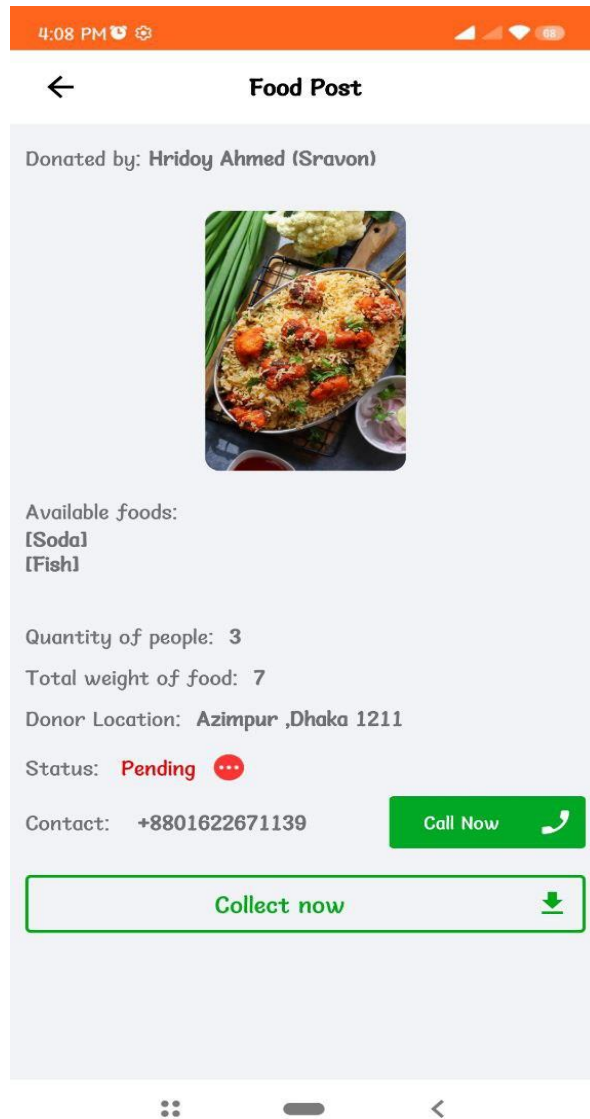 4:08 PM
68
Food Post
Donated by: Hridoy Ahmed (Sravon)
Available foods:
[Soda]
[Fish]
Quantity of people: 3
Total weight of food: 7
Donor Location: Azimpur ,Dhaka 1211
Status: Pending
Contact: +8801622671139 Call Now
Collect now